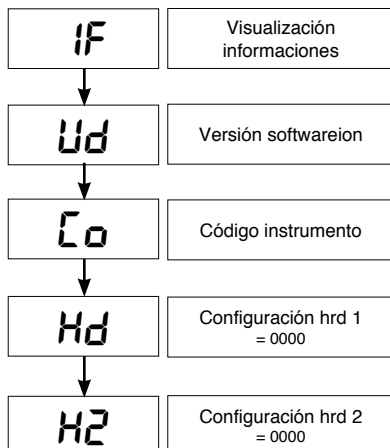 IF
Visualización
informaciones
Ud
Versión softwareion
Co
Código instrumento
Hd
Configuración hrd 1
= 0000
H2
Configuración hrd 2
= 0000